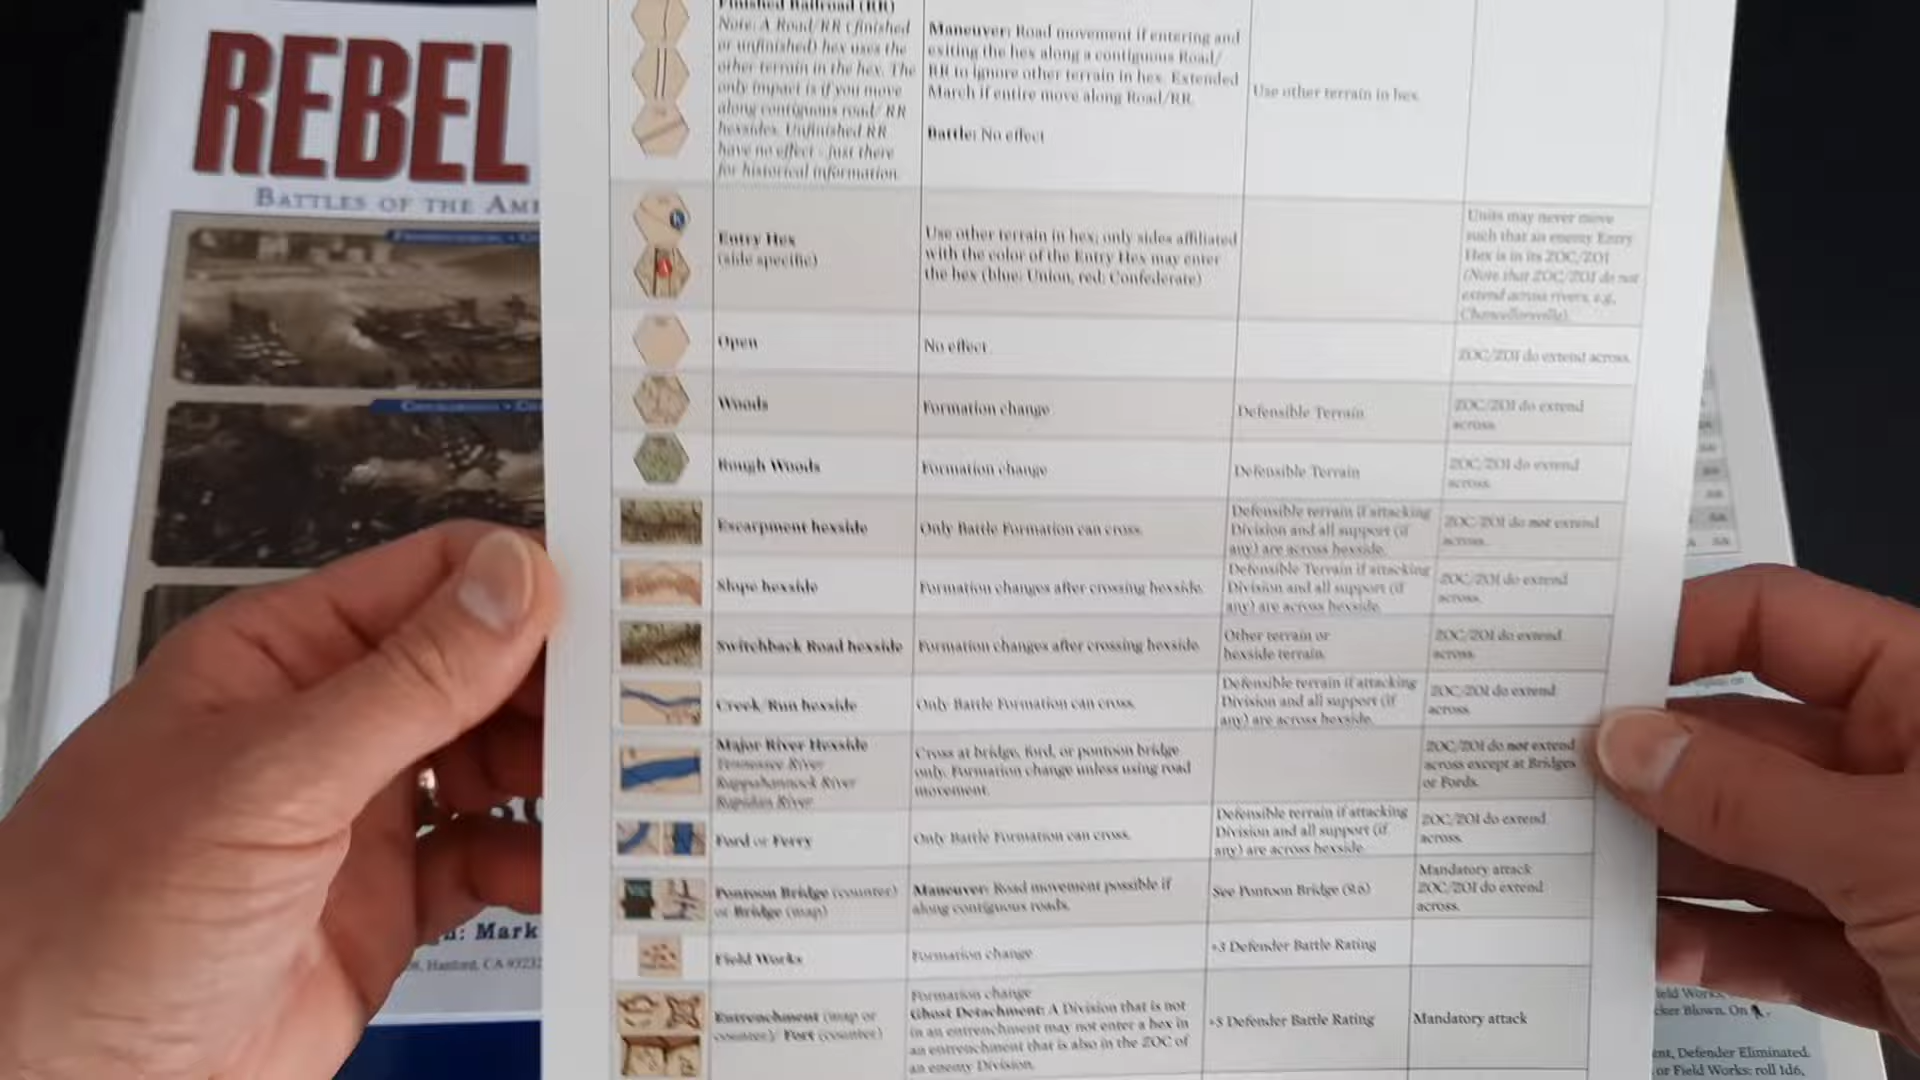 REBEL
BATTLES OF THE AME
Finished Railroad (RR)
Note: A Road/RR (finished
or unfinished) hex uses the
other terrain in the hex. The
only impact is if you move
along contiguous road/ RR
hexsides. Unfinished RR
have no effect - just there
for historical information.
Maneuver: Road movement if entering and
exiting the hex along a contiguous Road/
RR to ignore other terrain in hex. Extended
March if entire move along Road/RR.
Battle: No effect
Use other terrain in hex
Entry Hex
(side specific)
Use other terrain in hex; only sides affiliated
with the color of the Entry Hex may enter
the hex (blue: Union, red: Confederate)
Units may never move
such that an enemy Entry
Hex is in its ZOC/ZOI
(Note that ZOC/ZOI do not
extend across rivers, e.g,
Chancellorsville).
Open
No effect
ZOC/ZOI do extend across.
Woods
Formation change
Defensible Terrain
ZOC/ZOI do extend
across.
Rough Woods
Formation change
Defensible Terrain
ZOC/ZOI do extend
across.
Escarpment hexside
Only Battle Formation can cross.
Defensible terrain if attacking
Division and all support (if
any) are across hexside.
ZOC/ZOI do not extend
across.
Slope hexside
Formation changes after crossing hexside.
Defensible Terrain if attacking
Division and all support (if
any) are across hexside.
ZOC/ZOI do extend
across.
Switchback Road hexside
Formation changes after crossing hexside.
Other terrain or
hexside terrain.
ZOC/ZOI do extend
across.
Creek/Run hexside
Only Battle Formation can cross.
Defensible terrain if attacking
Division and all support (if
any) are across hexside.
ZOC/ZOI do extend
across.
Major River Hexside
Tennessee River
Rappahannock River
Rapidan River
Cross at bridge, ford, or pontoon bridge
only. Formation change unless using road
movement.
ZOC/ZOI do not extend
across except at Bridges
or Fords.
Ford or Ferry
Only Battle Formation can cross.
Defensible terrain if attacking
Division and all support (if
any) are across hexside.
ZOC/ZOI do extend
across.
Pontoon Bridge (counter)
or Bridge (map)
Maneuver: Road movement possible if
along contiguous roads.
See Pontoon Bridge (9.6)
Mandatory attack
ZOC/ZOI do extend
across.
Field Works
Formation change
+3 Defender Battle Rating
Entrenchment (map or
counter)/ Fort (counter)
Formation change
Ghost Detachment: A Division that is not
in an entrenchment may not enter a hex in
an entrenchment that is also in the ZOC of
an enemy Division.
+5 Defender Battle Rating
Mandatory attack
n: Mark
, Hanford, CA 93232
ield Works,
cker Blown. On
ent, Defender Eliminated.
or Field Works: roll 1d6,